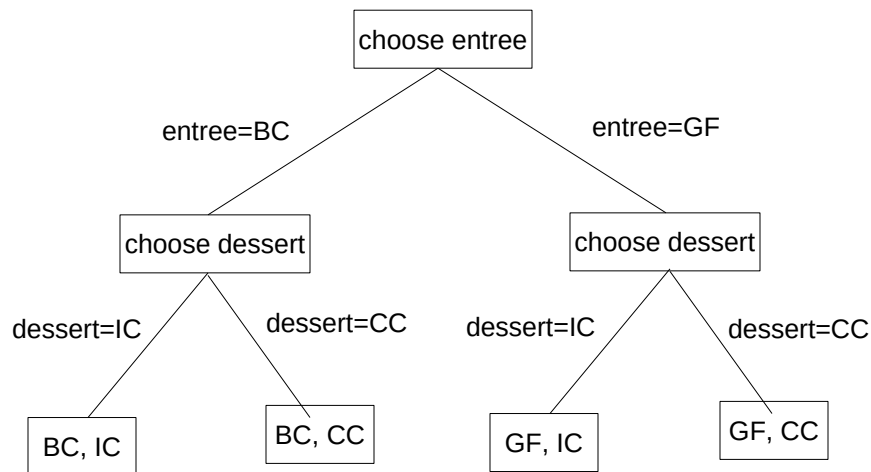 choose entree
entree=BC
entree=GF
choose dessert
choose dessert
dessert=IC
dessert=CC
dessert=IC
dessert=CC
BC, IC
BC, CC
GF, IC
GF, CC